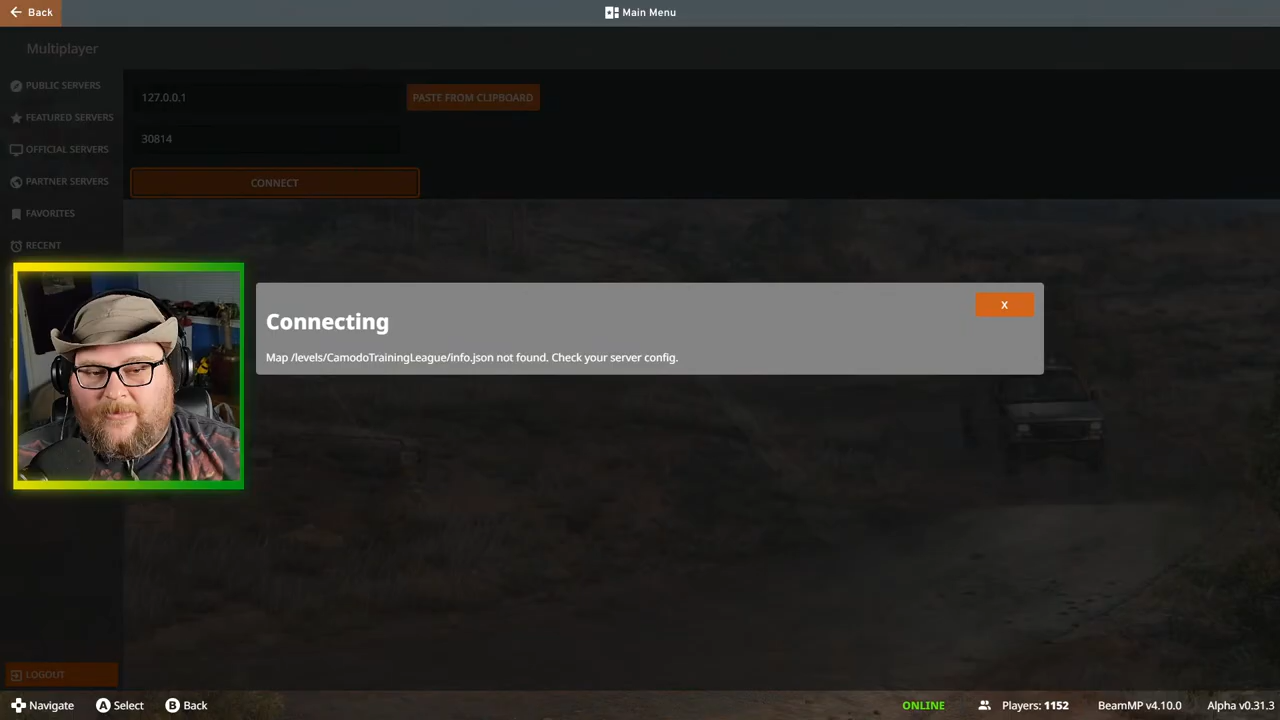 Back
Main Menu
Multiplayer
PUBLIC SERVERS
FEATURED SERVERS
OFFICIAL SERVERS
PARTNER SERVERS
FAVORITES
RECENT
127.0.0.1
PASTE FROM CLIPBOARD
30814
CONNECT
X
Connecting
Map /levels/CamodoTrainingLeague/info.json not found. Check your server config.
LOGOUT
Navigate
A Select
B Back
ONLINE
Players: 1152
BeamMP v4.10.0
Alpha v0.31.3